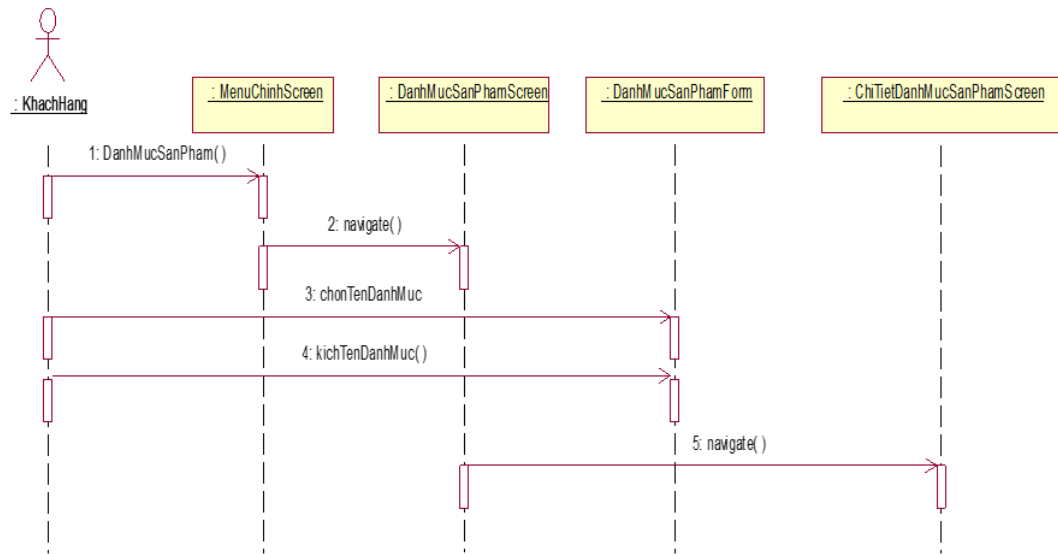 : KhachHang
: MenuChinhScreen
: DanhMucSanPhamScreen
: DanhMucSanPhamForm
: ChiTietDanhMucSanPhamScreen
1: DanhMucSanPham( )
2: navigate( )
3: chonTenDanhMuc
4: kichTenDanhMuc( )
5: navigate( )